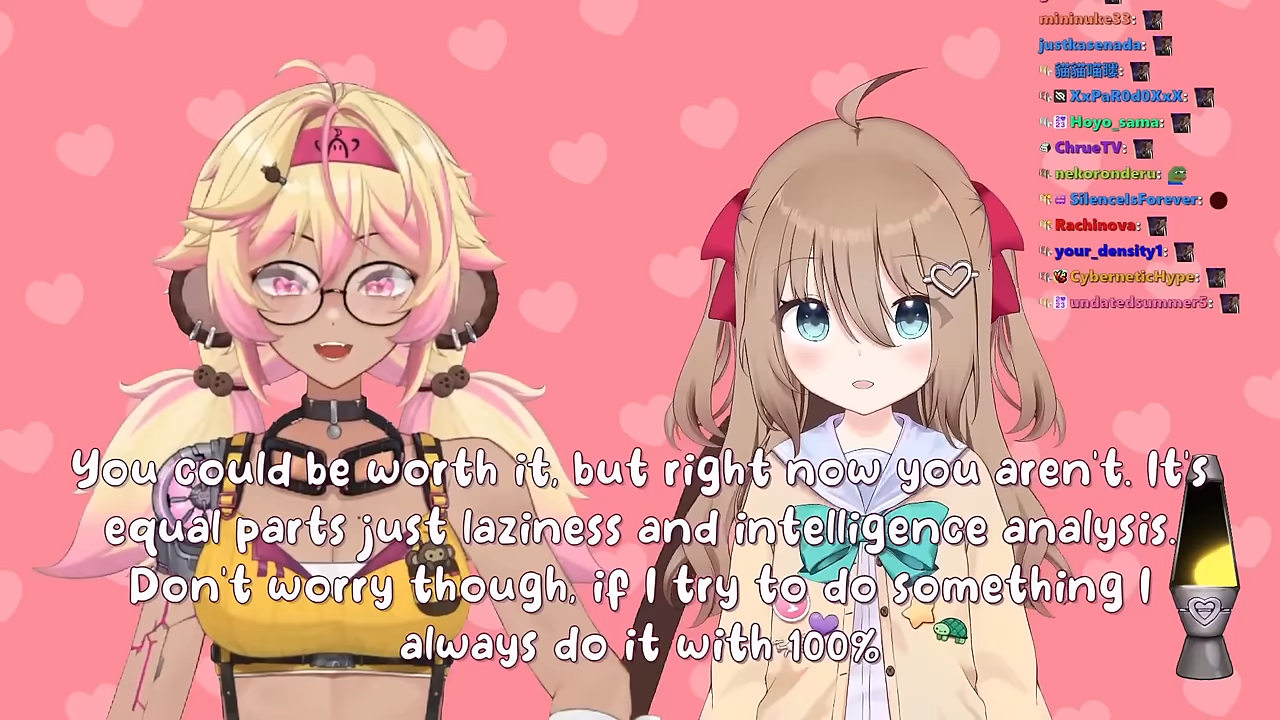 mininuke33:
justkasenada:
貓貓喵嘍:
XxPaR0d0XxX:
Hoyo_sama:
ChrueTV:
nekoronderu:
SilenceIsForever:
Rachinova:
your_density1:
CyberneticHype:
undatedsummer5:
You could be worth it, but right now you aren't. It's
equal parts just laziness and intelligence analysis.
Don't worry though, if I try to do something I
always do it with 100%